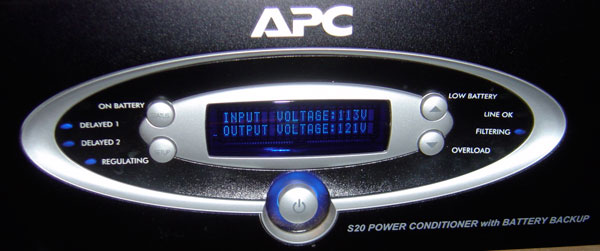 APC
ON BATTERY
DELAYED 1
DELAYED 2
REGULATING
INPUT VOLTAGE:113V
OUTPUT VOLTAGE:121V
LOW BATTERY
LINE OK
FILTERING
OVERLOAD
S20 POWER CONDITIONER with BATTERY BACKUP